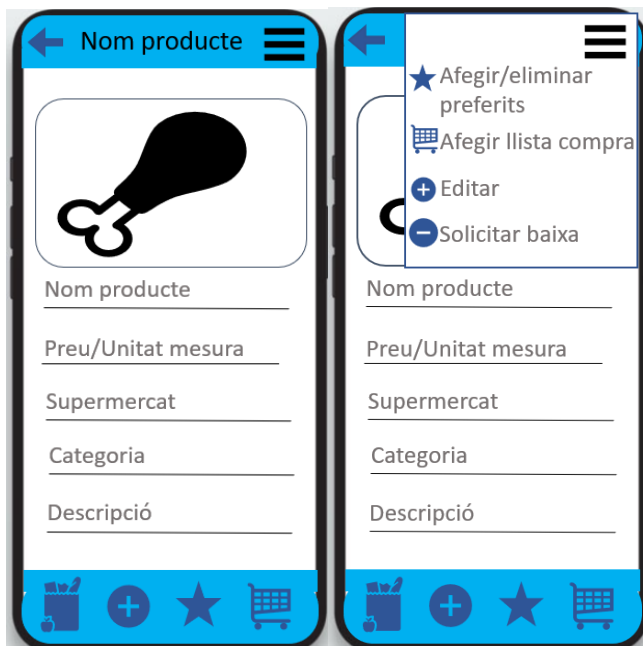 Nom producte
Nom producte
Preu/Unitat mesura
Supermercat
Categoria
Descripció
Afegir/eliminar
preferits
Afegir llista compra
Editar
Solicitar baixa
Nom producte
Preu/Unitat mesura
Supermercat
Categoria
Descripció